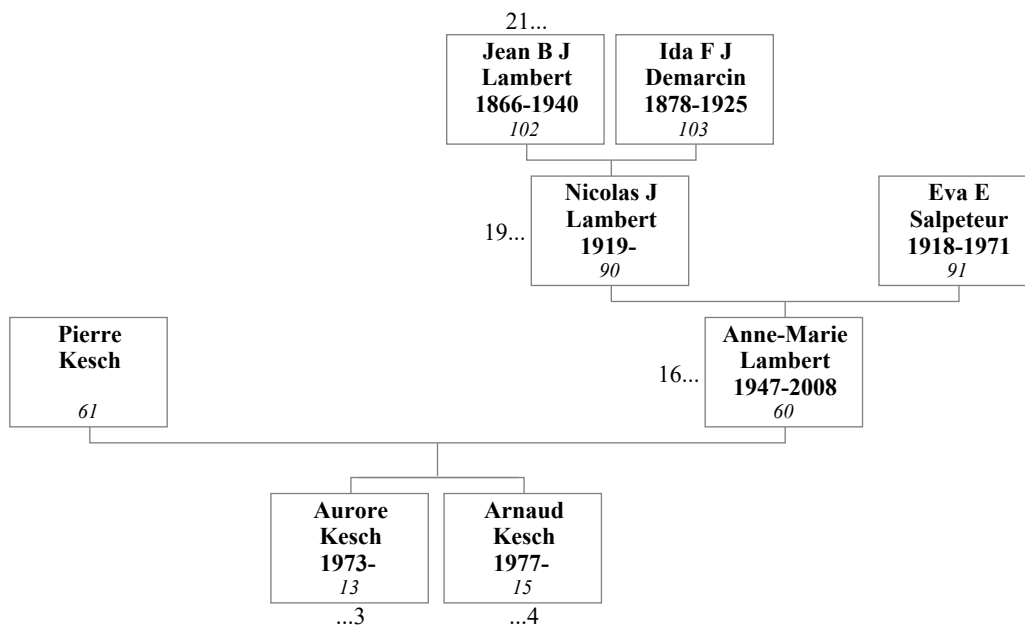 21...
Jean B J
Lambert
1866-1940
102
Ida F J
Demarcin
1878-1925
103
19...
Nicolas J
Lambert
1919-
90
Eva E
Salpeteur
1918-1971
91
Pierre
Kesch
61
16...
Anne-Marie
Lambert
1947-2008
60
Aurore
Kesch
1973-
13
...3
Arnaud
Kesch
1977-
15
...4